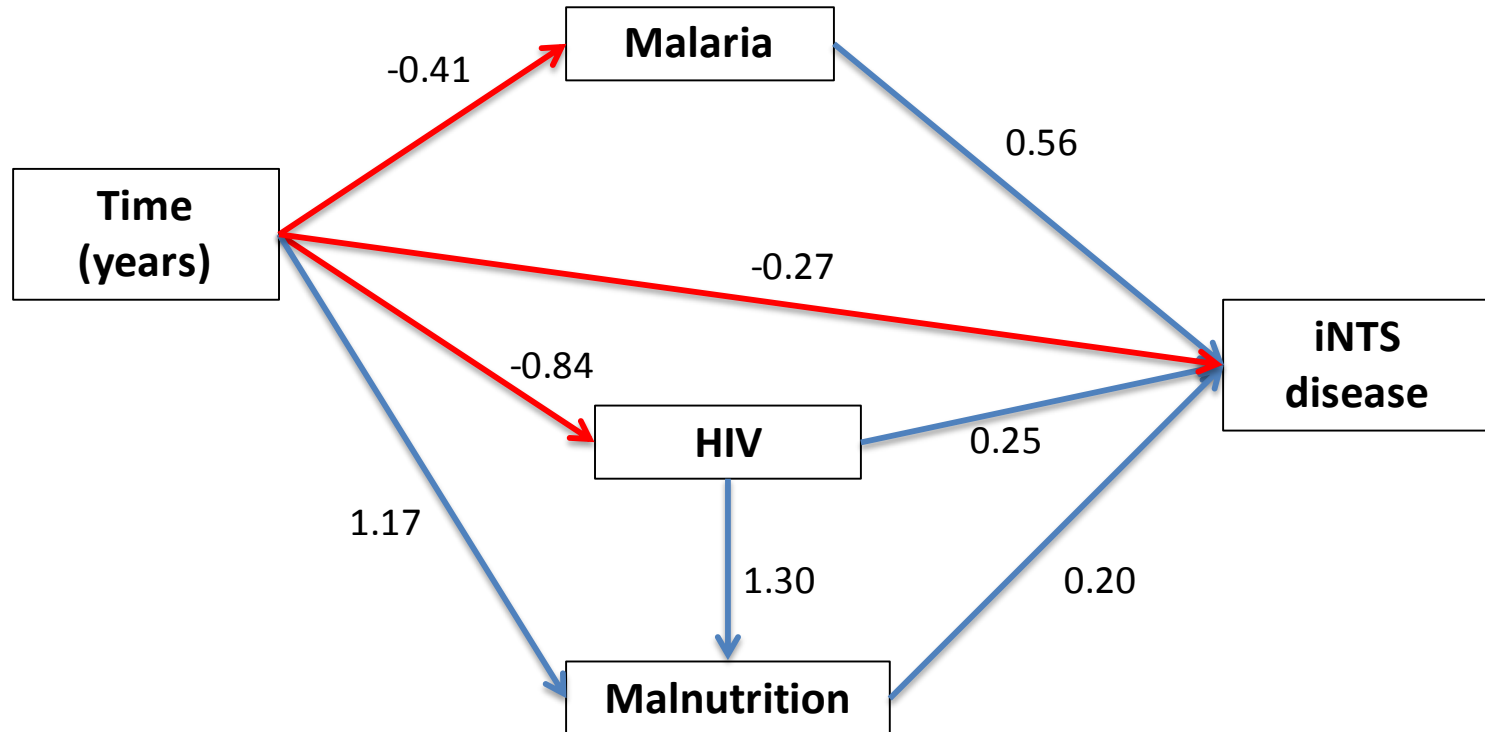 Malaria
-0.41
0.56
Time
(years)
-0.27
iNTS
disease
-0.84
HIV
0.25
1.17
1.30
0.20
Malnutrition